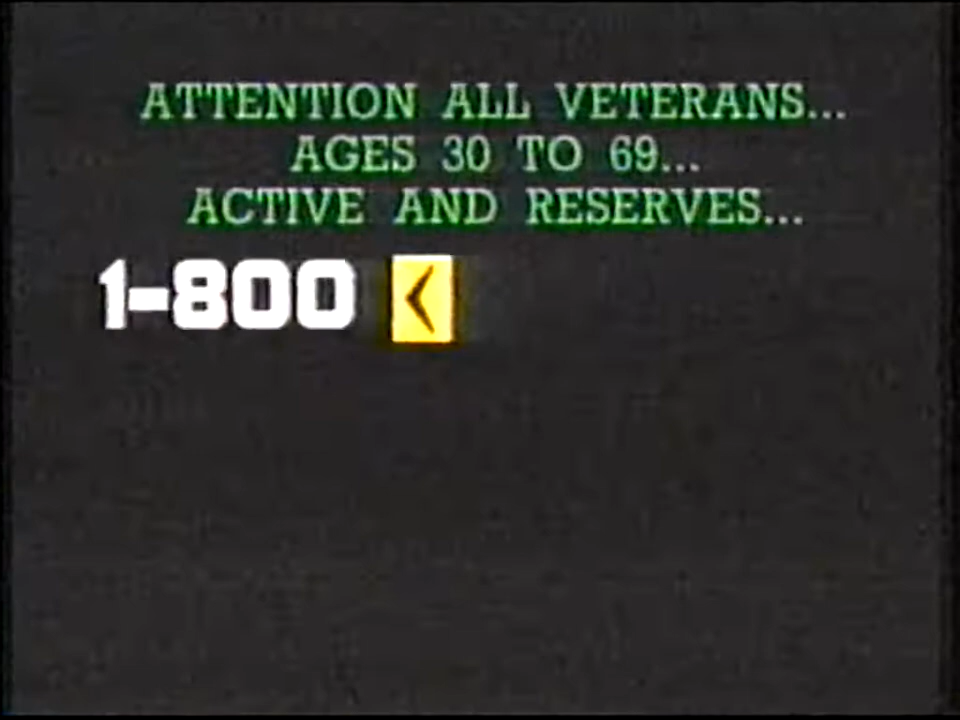 ATTENTION ALL VETERANS...
AGES 30 TO 69...
ACTIVE AND RESERVES...
1-800 <